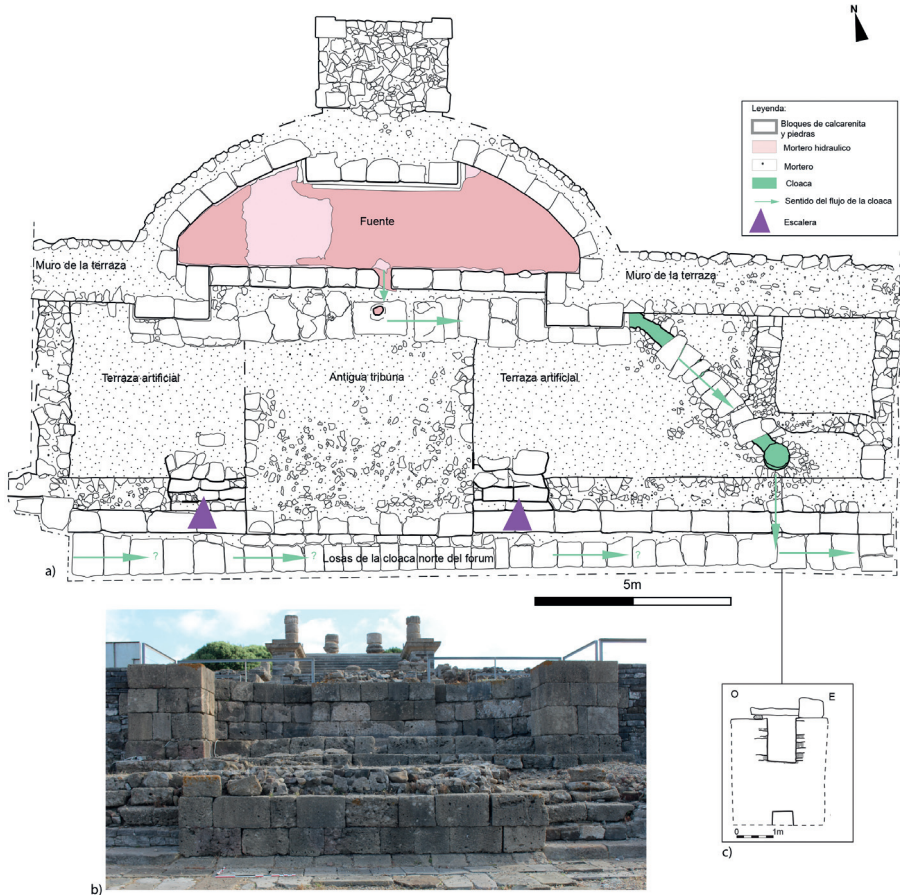 N
Leyenda:
Bloques de calcarenita
y piedras
Mortero hidraulico
Mortero
Cloaca
Sentido del flujo de la cloaca
Escalera
Fuente
Muro de la terraza
Muro de la terraza
Terraza artificial
Antigua tribuna
Terraza artificial
?
?
Losas de la cloaca norte del forum
?
a)
5m
O
E
0
1m
c)
b)